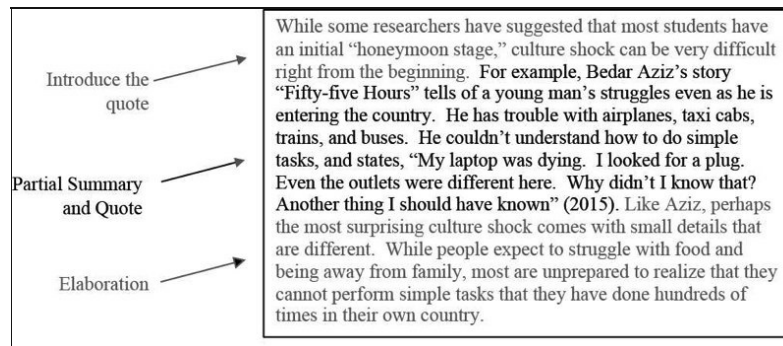 Introduce the
quote
Partial Summary
and Quote
Elaboration
While some researchers have suggested that most students have
an initial “honeymoon stage,” culture shock can be very difficult
right from the beginning.  For example, Bedar Aziz’s story
“Fifty-five Hours” tells of a young man’s struggles even as he is
entering the country.  He has trouble with airplanes, taxi cabs,
trains, and buses.  He couldn’t understand how to do simple
tasks, and states, “My laptop was dying.  I looked for a plug.
Even the outlets were different here.  Why didn’t I know that?
Another thing I should have known” (2015). Like Aziz, perhaps
the most surprising culture shock comes with small details that
are different.  While people expect to struggle with food and
being away from family, most are unprepared to realize that they
cannot perform simple tasks that they have done hundreds of
times in their own country.